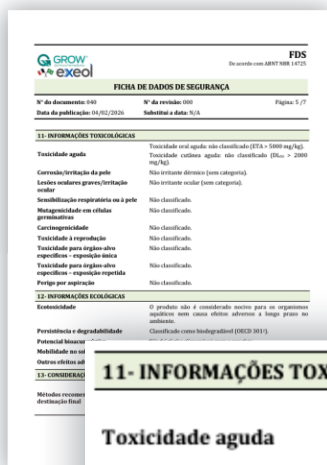 GROW
exeol
FDS
De acordo com ABNT NBR 14725
FICHA DE DADOS DE SEGURANÇA
Nº do documento: 040 Nº da revisão: 000 Página: 5 /7
Data da publicação: 04/02/2026 Substitui a data: N/A
11- INFORMAÇÕES TOXICOLÓGICAS
Toxicidade aguda Toxicidade oral aguda: não classificado (ETA > 5000 mg/kg).
Toxicidade cutânea aguda: não classificado (DL₅₀ > 2000 mg/kg).
Corrosão/irritação da pele Não irritante dérmico (sem categoria).
Lesões oculares graves/irritação ocular Não irritante ocular (sem categoria).
Sensibilização respiratória ou à pele Não classificado.
Mutagenicidade em células germinativas Não classificado.
Carcinogenicidade Não classificado.
Toxicidade à reprodução Não classificado.
Toxicidade para órgãos-alvo específicos – exposição única Não classificado.
Toxicidade para órgãos-alvo específicos – exposição repetida Não classificado.
Perigo por aspiração Não classificado.
12- INFORMAÇÕES ECOLÓGICAS
Ecotoxicidade O produto não é considerado nocivo para os organismos
aquáticos nem causa efeitos adversos a longo prazo no
ambiente.
Persistência e degradabilidade Classificado como biodegradável (OECD 301ᶠ).
Potencial
Mobilidade no
Outros efeitos
13-
Métodos
destinação final
11- INFORMAÇÕES
Toxicidade aguda